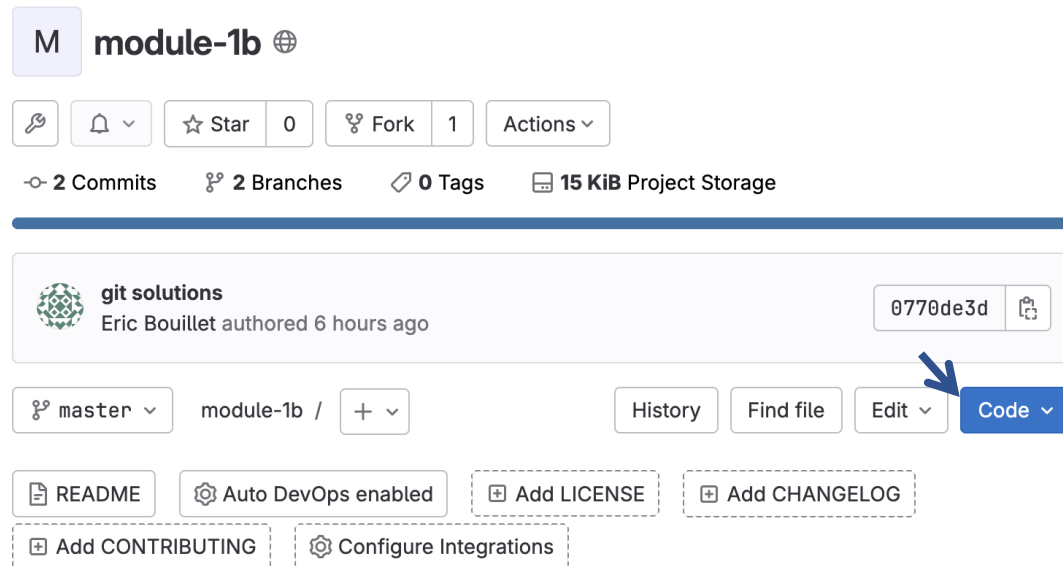 M module-1b
Star 0 Fork 1 Actions
2 Commits 2 Branches 0 Tags 15 KiB Project Storage
git solutions
Eric Bouillet authored 6 hours ago
0770de3d
master module-1b / + History Find file Edit Code
README Auto DevOps enabled Add LICENSE Add CHANGELOG
Add CONTRIBUTING Configure Integrations